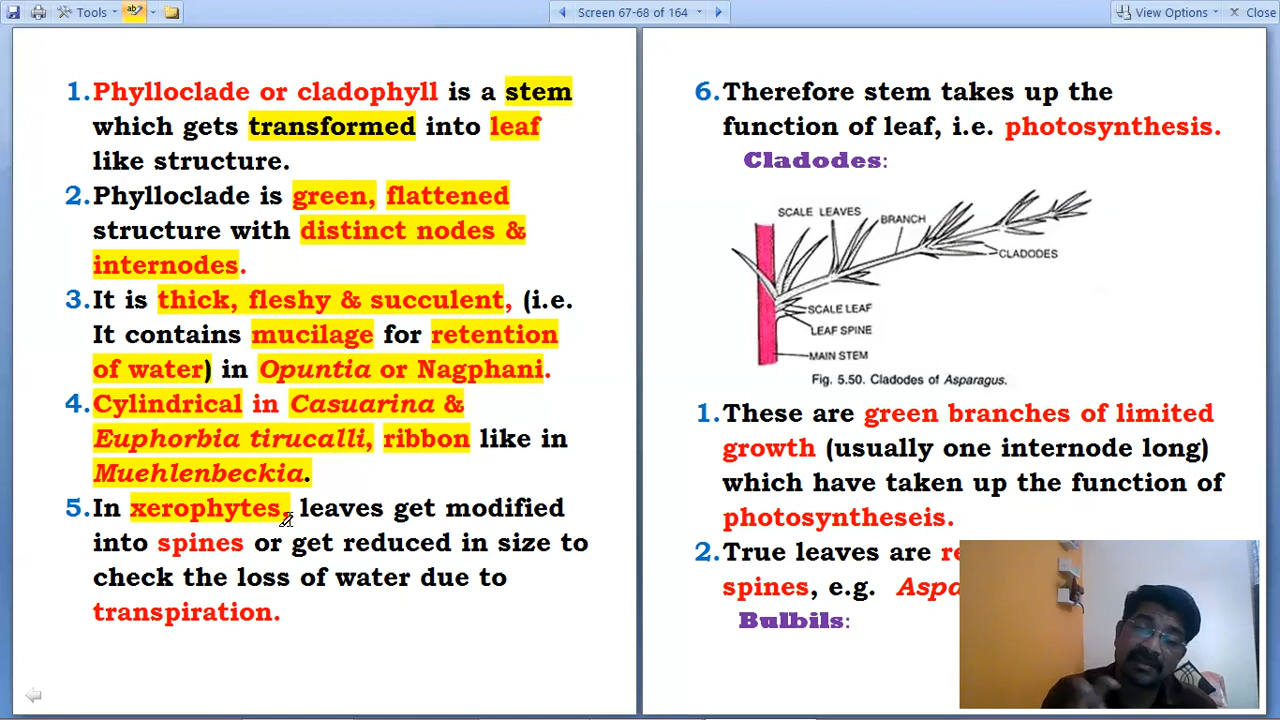 Tools
Screen 67-68 of 164
View Options
Close
1. Phylloclade or cladophyll is a stem
which gets transformed into leaf
like structure.
2. Phylloclade is green, flattened
structure with distinct nodes &
internodes.
3. It is thick, fleshy & succulent, (i.e.
It contains mucilage for retention
of water) in Opuntia or Nagphani.
4. Cylindrical in Casuarina &
Euphorbia tirucalli, ribbon like in
Muehlenbeckia.
5. In xerophytes, leaves get modified
into spines or get reduced in size to
check the loss of water due to
transpiration.
6. Therefore stem takes up the
function of leaf, i.e. photosynthesis.
Cladodes:
SCALE LEAVES
BRANCH
CLADODES
SCALE LEAF
LEAF SPINE
MAIN STEM
Fig. 5.50. Cladodes of Asparagus.
1. These are green branches of limited
growth (usually one internode long)
which have taken up the function of
photosyntheseis.
2. True leaves are
spines, e.g.
Bulbils: